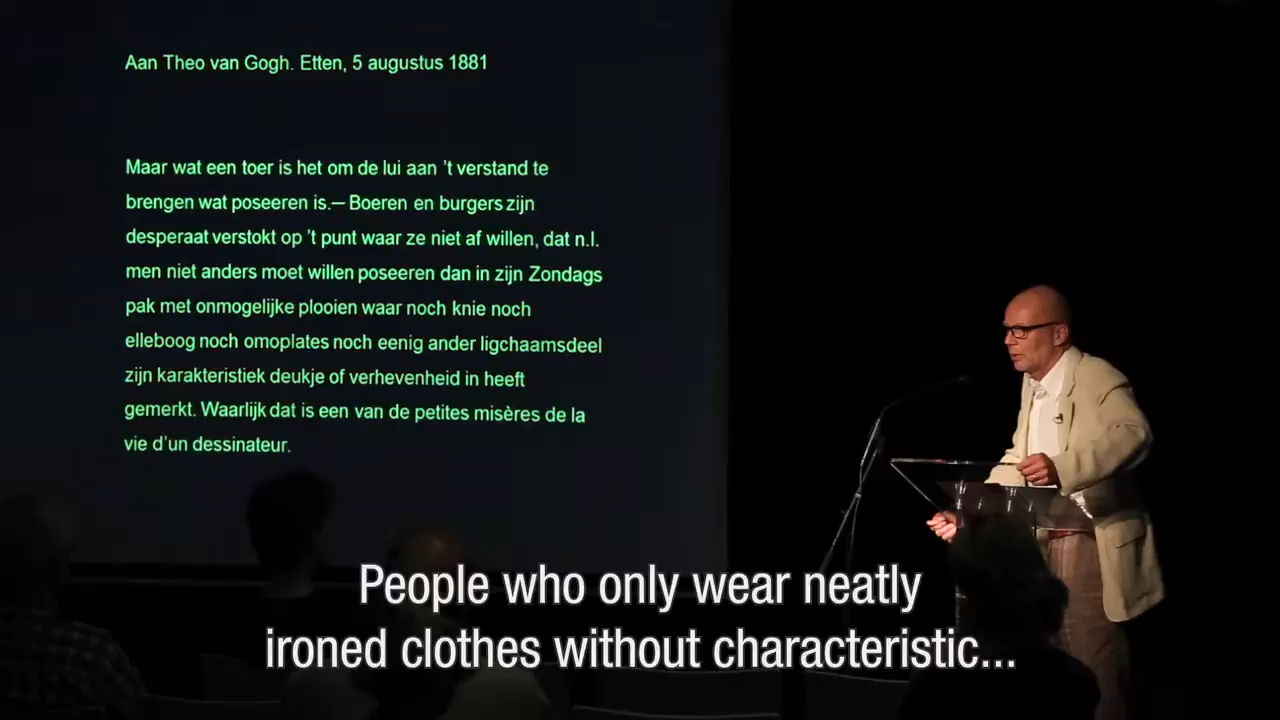 Aan Theo van Gogh. Etten, 5 augustus 1881
Maar wat een toer is het om de lui aan ’t verstand te
brengen wat poseeren is.— Boeren en burgers zijn
desperaat verstokt op ’t punt waar ze niet af willen, dat n.l.
men niet anders moet willen poseeren dan in zijn Zondags
pak met onmogelijke plooien waar noch knie noch
elleboog noch omoplates noch eenig ander ligchaamsdeel
zijn karakteristiek deukje of verhevenheid in heeft
gemerkt. Waarlijk dat is een van de petites misères de la
vie d’un dessinateur.
People who only wear neatly
ironed clothes without characteristic...